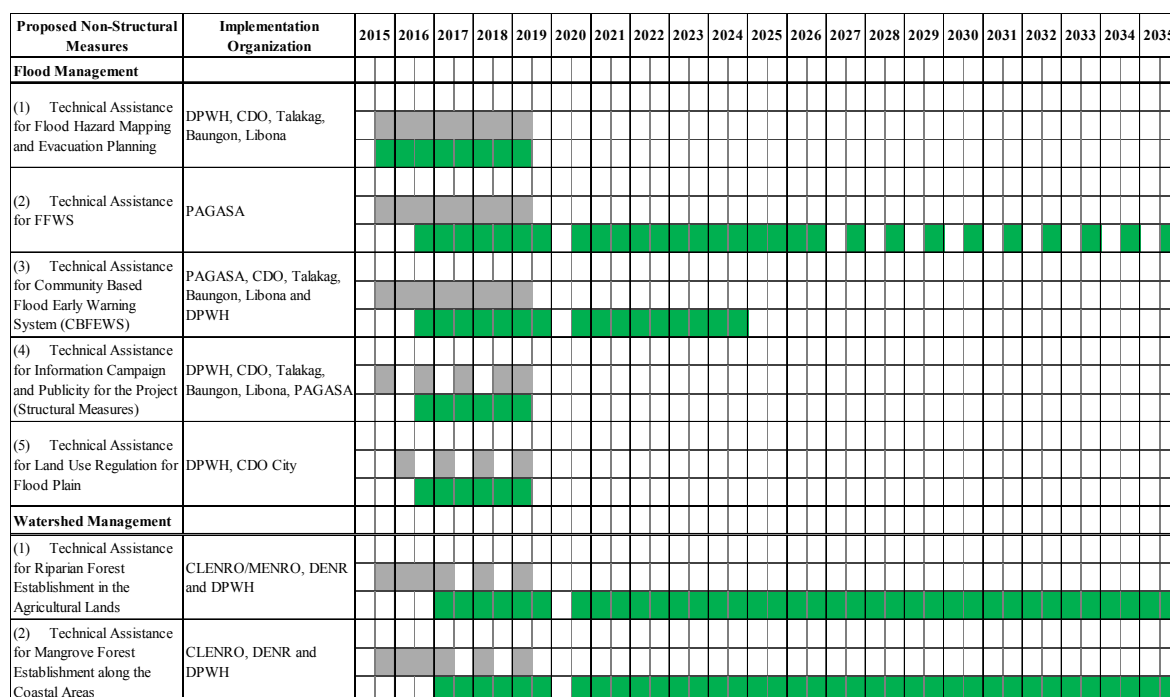 Proposed Non-Structural
Measures
Implementation
Organization
2015 2016 2017 2018 2019 2020 2021 2022 2023 2024 2025 2026 2027 2028 2029 2030 2031 2032 2033 2034 2035
Flood Management
(1) Technical Assistance
for Flood Hazard Mapping
and Evacuation Planning
DPWH, CDO, Talakag,
Baungon, Libona
(2) Technical Assistance
for FFWS
PAGASA
(3) Technical Assistance
for Community Based
Flood Early Warning
System (CBFEWS)
PAGASA, CDO, Talakag,
Baungon, Libona and
DPWH
(4) Technical Assistance
for Information Campaign
and Publicity for the Project
(Structural Measures)
DPWH, CDO, Talakag,
Baungon, Libona, PAGASA
(5) Technical Assistance
for Land Use Regulation for
Flood Plain
DPWH, CDO City
Watershed Management
(1) Technical Assistance
for Riparian Forest
Establishment in the
Agricultural Lands
CLENRO/MENRO, DENR
and DPWH
(2) Technical Assistance
for Mangrove Forest
Establishment along the
Coastal Areas
CLENRO, DENR and
DPWH